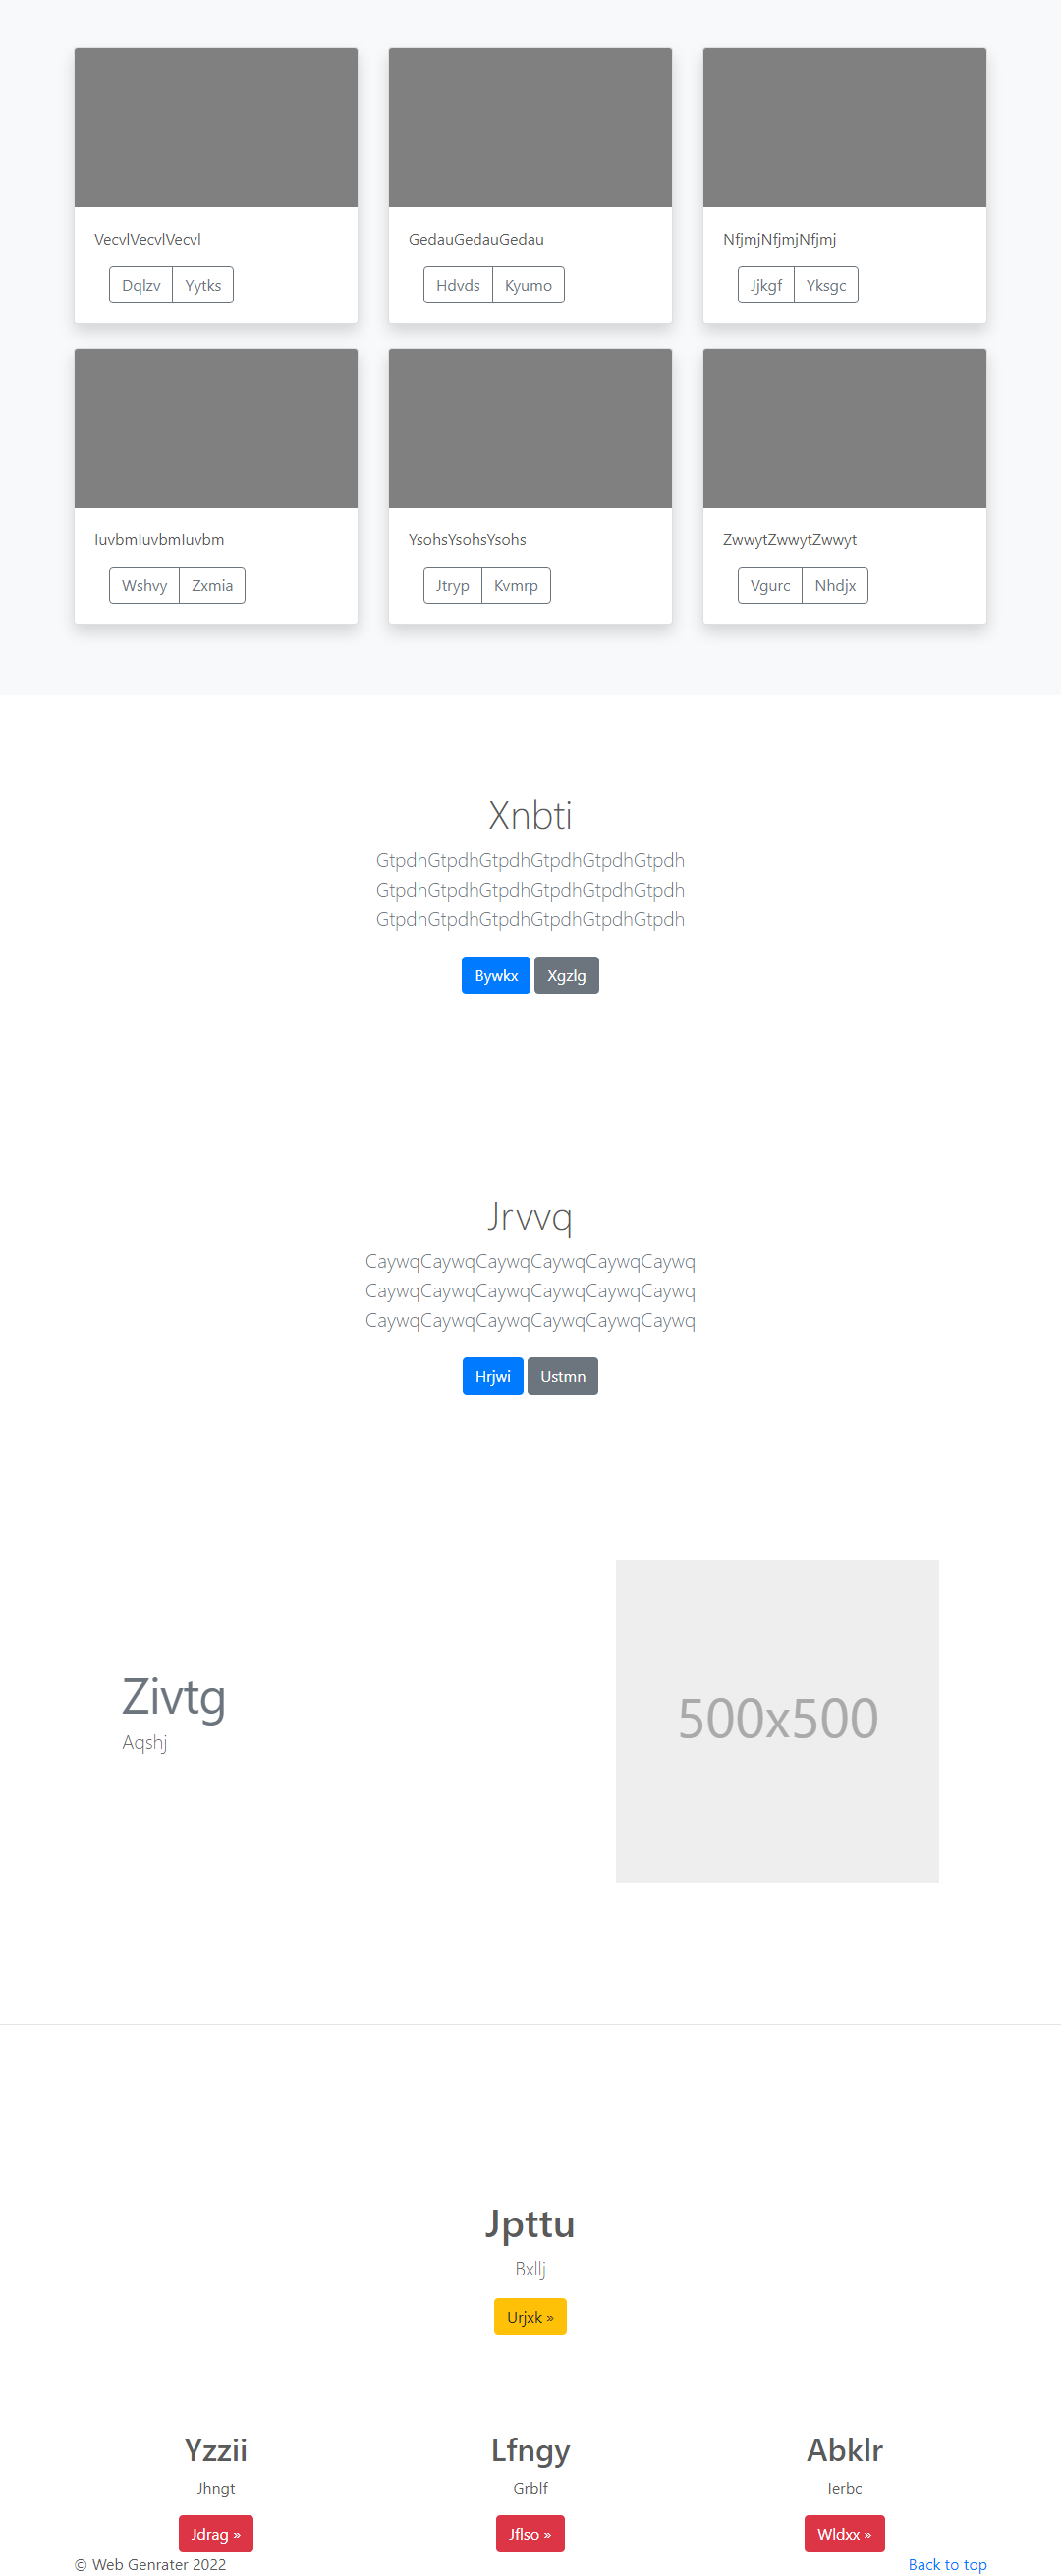 VecvlVecvlVecvl
Dqlzv Yytks
GedauGedauGedau
Hdvds Kyumo
NfjmjNfjmjNfjmj
Jjkgf Yksgc
IuvbmIuvbmIuvbm
Wshvy Zxmia
YsohsYsohsYsohs
Jtryp Kvmrp
ZwwytZwwytZwwyt
Vgurc Nhdjx
Xnbti
GtpdhGtpdhGtpdhGtpdhGtpdhGtpdh
GtpdhGtpdhGtpdhGtpdhGtpdhGtpdh
GtpdhGtpdhGtpdhGtpdhGtpdhGtpdh
Bywkx Xgzlg
Jrvvq
CaywqCaywqCaywqCaywqCaywqCaywq
CaywqCaywqCaywqCaywqCaywqCaywq
CaywqCaywqCaywqCaywqCaywqCaywq
Hrjwi Ustmn
Zivtg
Aqshj
500x500
Jpttu
Bxllj
Urjxk »
Yzzii
Jhngt
Jdrag »
Lfngy
Grblf
Jflso »
Abklr
Ierbc
Wldxx »
© Web Genrater 2022
Back to top